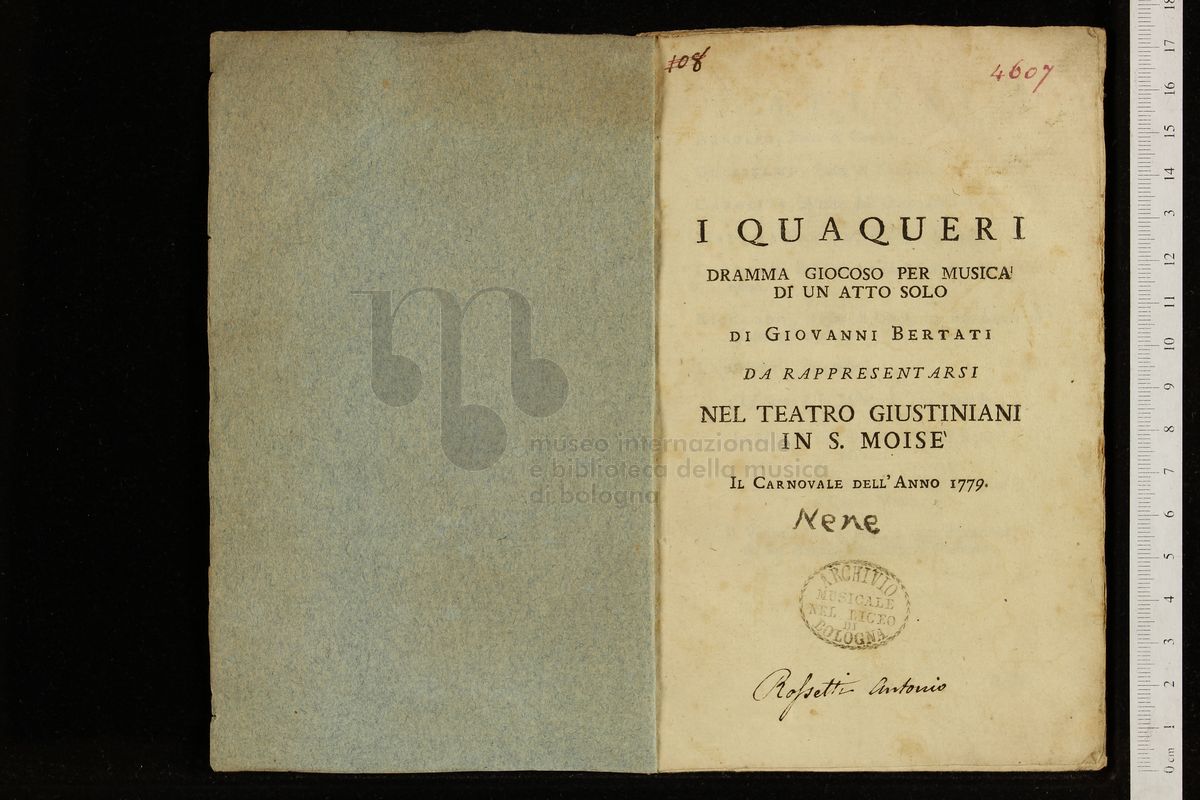 108
4607
I QUAQUERI
DRAMMA GIOCOSO PER MUSICA
DI UN ATTO SOLO
DI GIOVANNI BERTATI
DA RAPPRESENTARSI
NEL TEATRO GIUSTINIANI
IN S. MOISE'
IL CARNOVALE DELL'ANNO 1779.
Nene
ARCHIVIO
MUSICALE
NEL LICEO
DI
BOLOGNA
Rossetti Antonio
museo internazionale
e biblioteca della musica
di bologna
0 cm
1
2
3
4
5
6
7
8
9
10
11
12
13
14
15
16
17
18